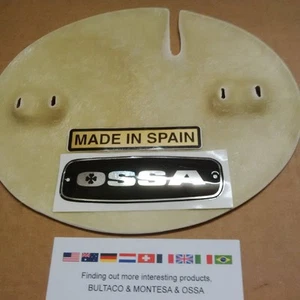 MADE IN SPAIN
OSSA
Finding out more interesting products,
BULTACO & MONTESA & OSSA